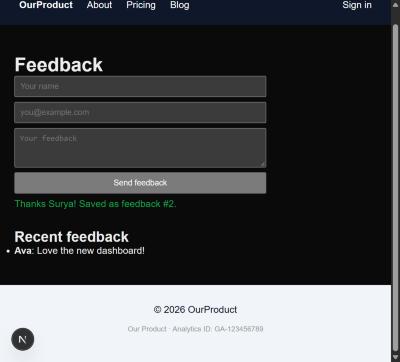 OurProduct About Pricing Blog Sign in
Feedback
Your name
you@example.com
Your feedback
Send feedback
Thanks Surya! Saved as feedback #2.
Recent feedback
• Ava: Love the new dashboard!
© 2026 OurProduct
Our Product · Analytics ID: GA-123456789
N